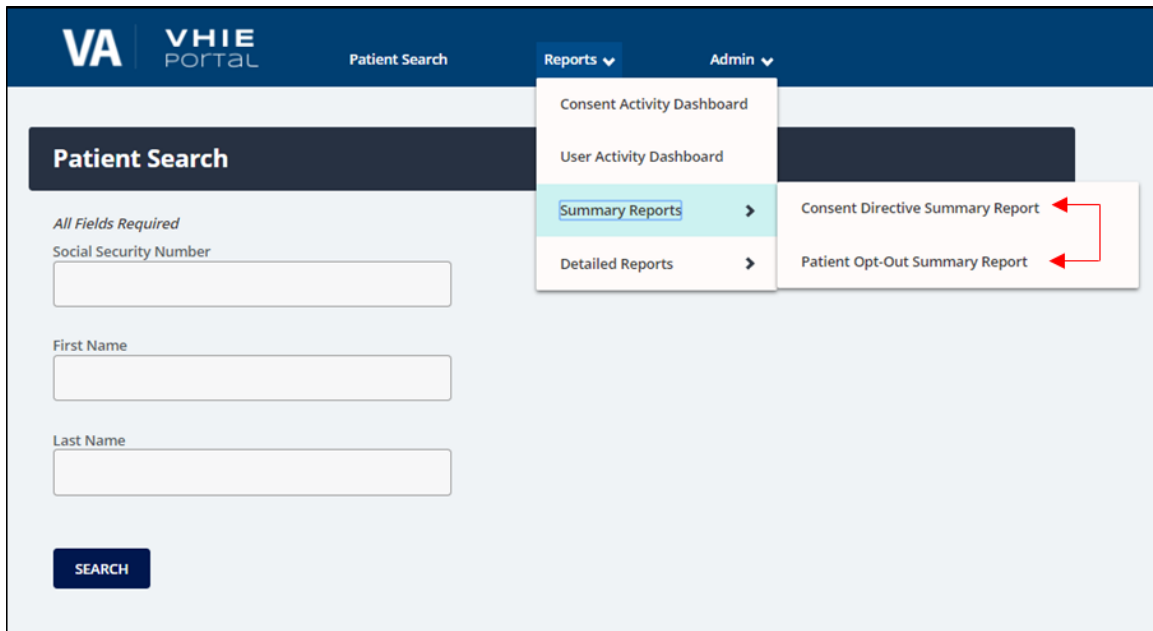 VA VHIE PORTAL
Patient Search Reports Admin
Consent Activity Dashboard
User Activity Dashboard
Summary Reports
Detailed Reports
Consent Directive Summary Report
Patient Opt-Out Summary Report
Patient Search
All Fields Required
Social Security Number
First Name
Last Name
SEARCH